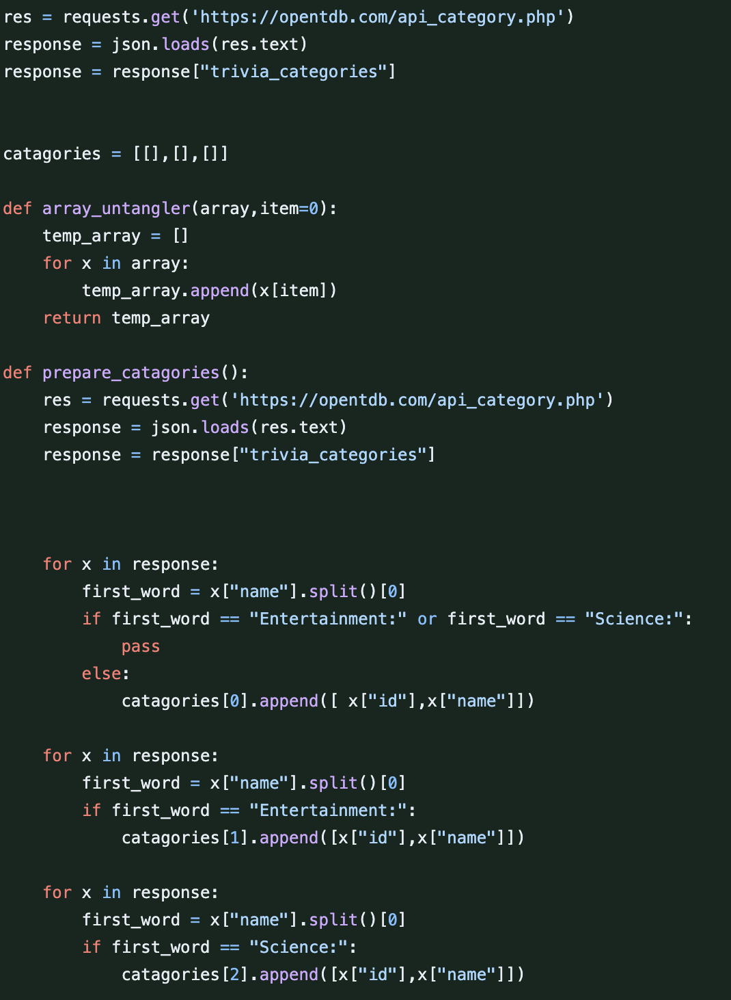 res = requests.get('https://opentdb.com/api_category.php')
response = json.loads(res.text)
response = response["trivia_categories"]
catagories = [[],[],[]]
def array_untangler(array,item=0):
    temp_array = []
    for x in array:
        temp_array.append(x[item])
    return temp_array
def prepare_catagories():
    res = requests.get('https://opentdb.com/api_category.php')
    response = json.loads(res.text)
    response = response["trivia_categories"]
    for x in response:
        first_word = x["name"].split()[0]
        if first_word == "Entertainment:" or first_word == "Science:":
            pass
        else:
            catagories[0].append([ x["id"],x["name"]])
    for x in response:
        first_word = x["name"].split()[0]
        if first_word == "Entertainment:":
            catagories[1].append([x["id"],x["name"]])
    for x in response:
        first_word = x["name"].split()[0]
        if first_word == "Science:":
            catagories[2].append([x["id"],x["name"]])